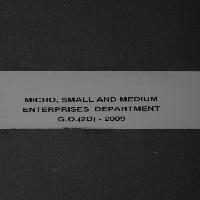 MICRO, SMALL AND MEDIUM
ENTERPRISES DEPARTMENT
G.O.(2D) - 2009